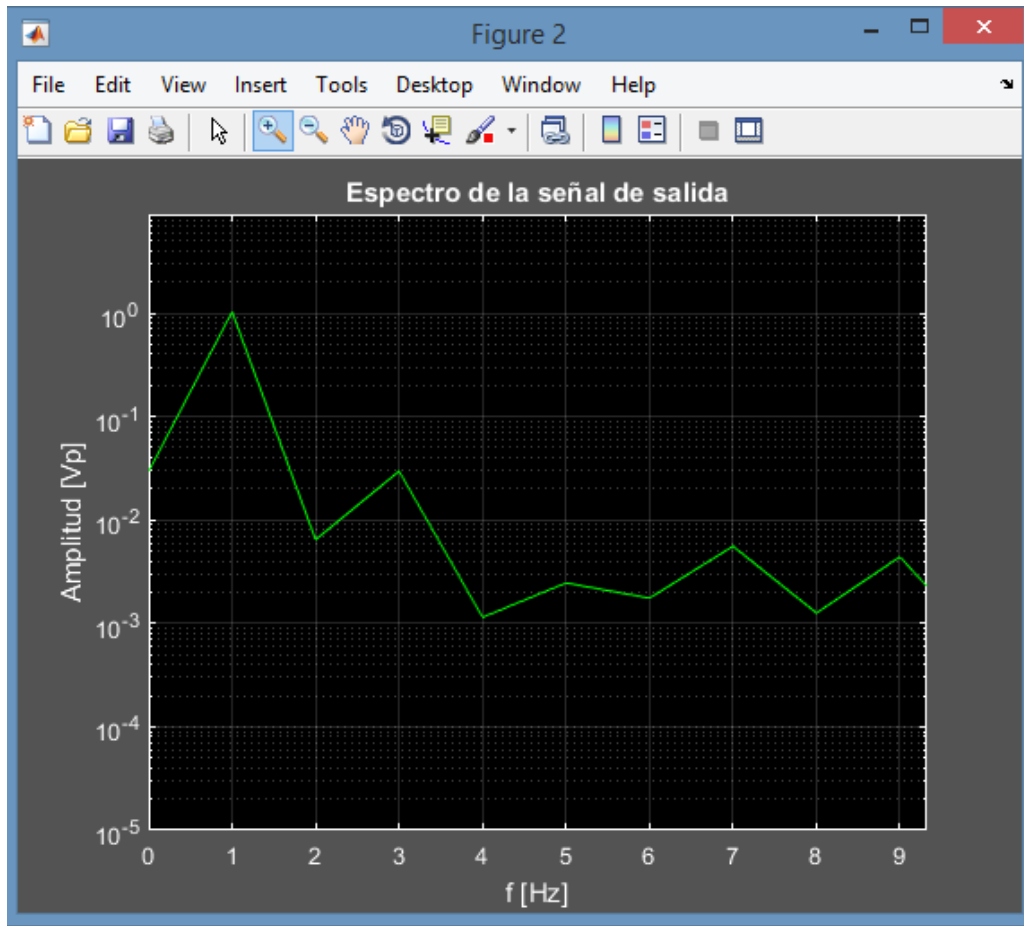 Figure 2
File Edit View Insert Tools Desktop Window Help
Espectro de la señal de salida
10^0
10^-1
10^-2
10^-3
10^-4
10^-5
Amplitud [Vp]
0 1 2 3 4 5 6 7 8 9
f [Hz]